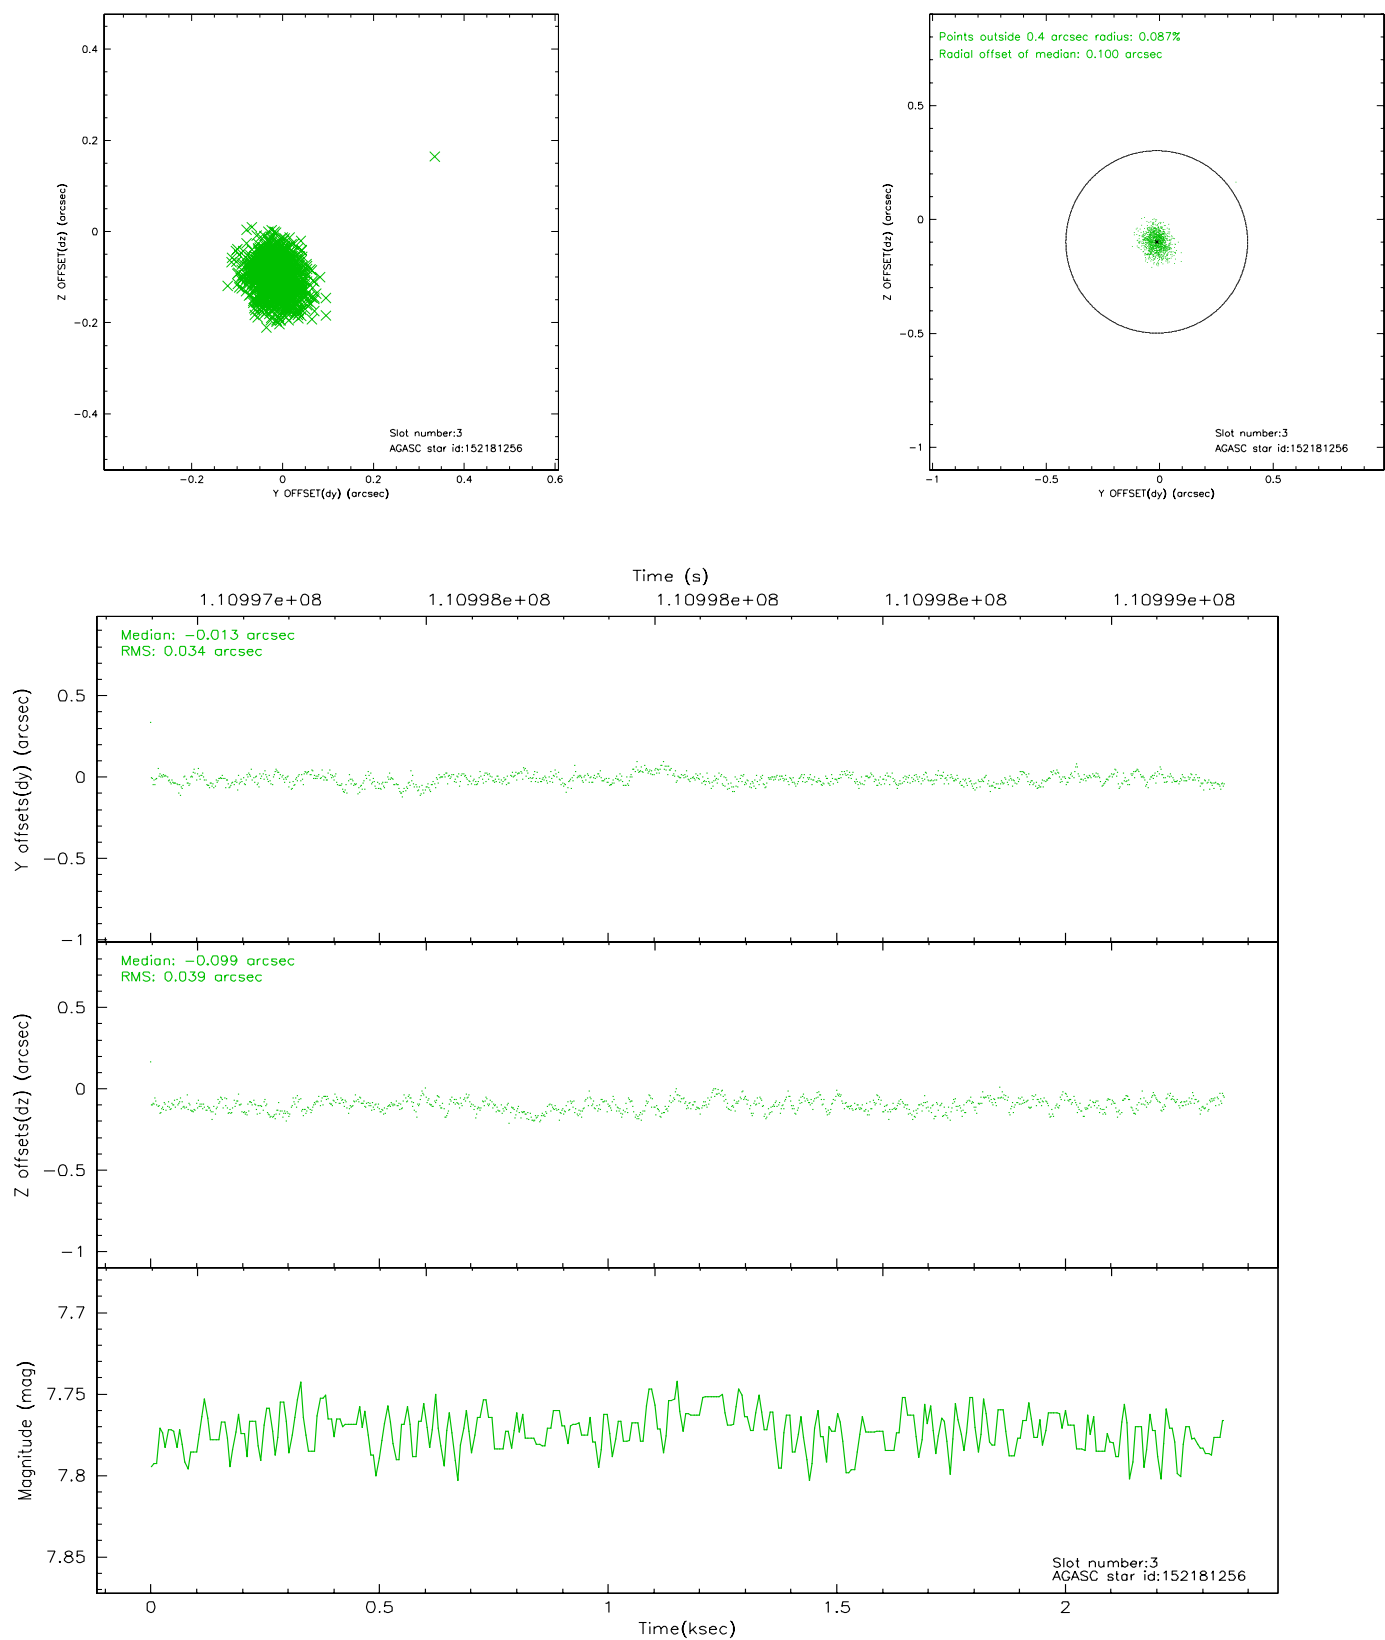 0.4
0.2
0
−0.2
−0.4
Z OFFSET(dz) (arcsec)
Slot number:3
AGASC star id:152181256
−0.2 0 0.2 0.4 0.6
Y OFFSET(dy) (arcsec)
Points outside 0.4 arcsec radius: 0.087%
Radial offset of median: 0.100 arcsec
0.5
0
−0.5
−1
Z OFFSET(dz) (arcsec)
Slot number:3
AGASC star id:152181256
−1 −0.5 0 0.5
Y OFFSET(dy) (arcsec)
Time (s)
1.10997e+08 1.10998e+08 1.10998e+08 1.10998e+08 1.10999e+08
Median: −0.013 arcsec
RMS: 0.034 arcsec
0.5
0
−0.5
−1
Y offsets(dy) (arcsec)
Median: −0.099 arcsec
RMS: 0.039 arcsec
0.5
0
−0.5
−1
Z offsets(dz) (arcsec)
7.7
7.75
7.8
7.85
Magnitude (mag)
Slot number:3
AGASC star id:152181256
0 0.5 1 1.5 2
Time(ksec)